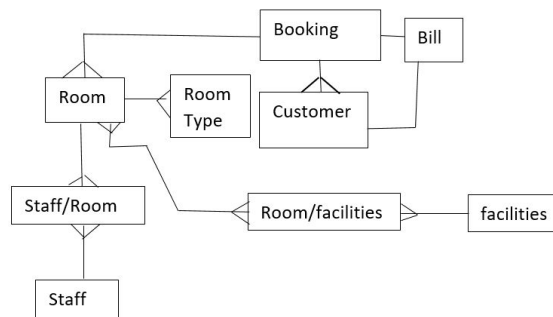 Booking
Bill
Room
Room
Type
Customer
Staff/Room
Room/facilities
facilities
Staff